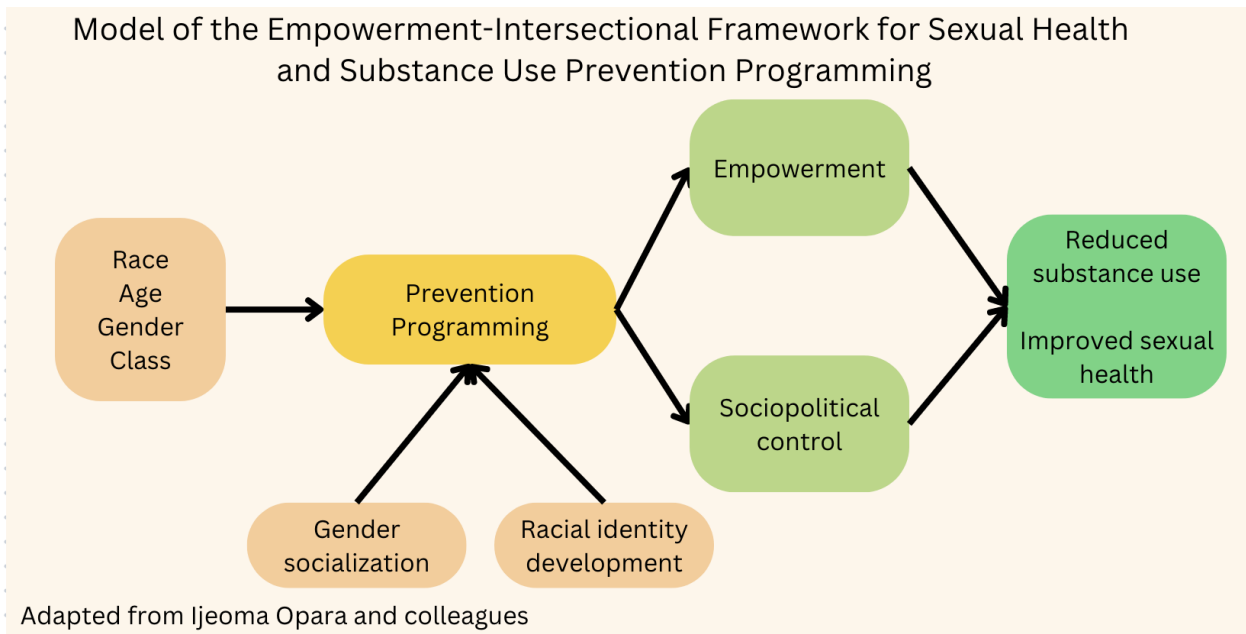 Model of the Empowerment-Intersectional Framework for Sexual Health
and Substance Use Prevention Programming
Race
Age
Gender
Class
Prevention
Programming
Empowerment
Sociopolitical
control
Reduced
substance use
Improved sexual
health
Gender
socialization
Racial identity
development
Adapted from Ijeoma Opara and colleagues